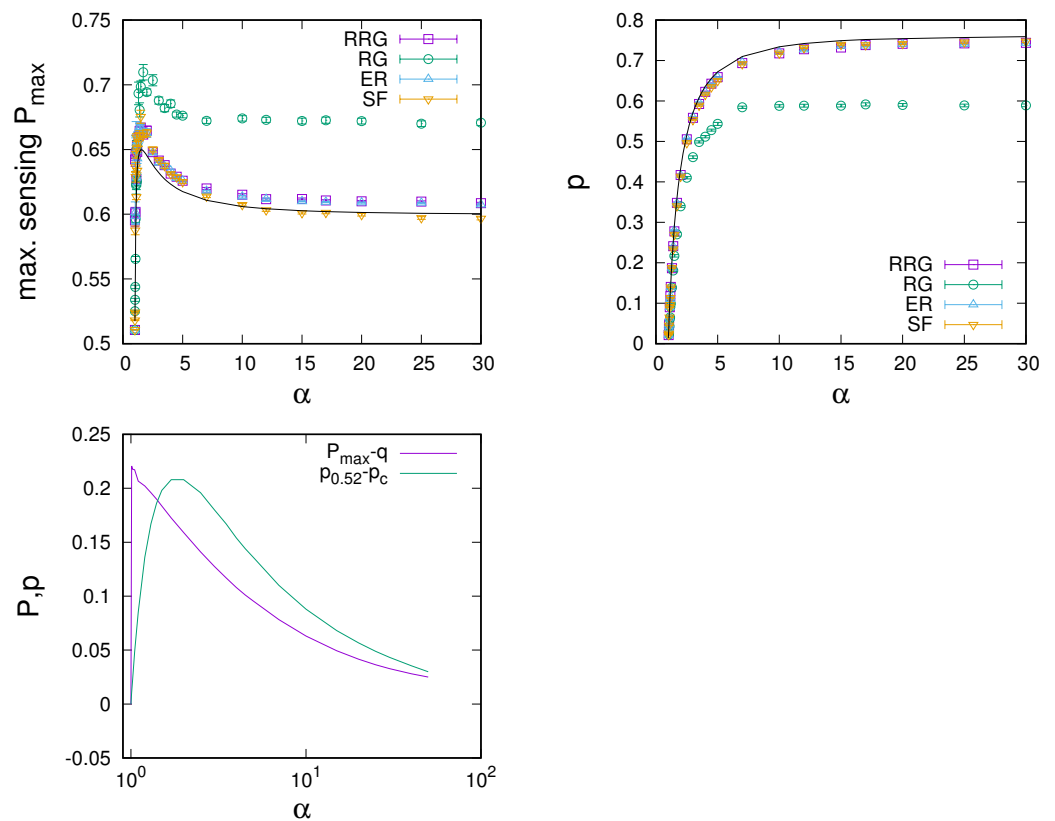 max. sensing P_max
0.75
0.7
0.65
0.6
0.55
0.5
0 5 10 15 20 25 30
α
RRG
RG
ER
SF
p
0.8
0.7
0.6
0.5
0.4
0.3
0.2
0.1
0
0 5 10 15 20 25 30
α
RRG
RG
ER
SF
P,p
0.25
0.2
0.15
0.1
0.05
0
-0.05
10^0 10^1 10^2
α
P_max-q
p_0.52-p_c